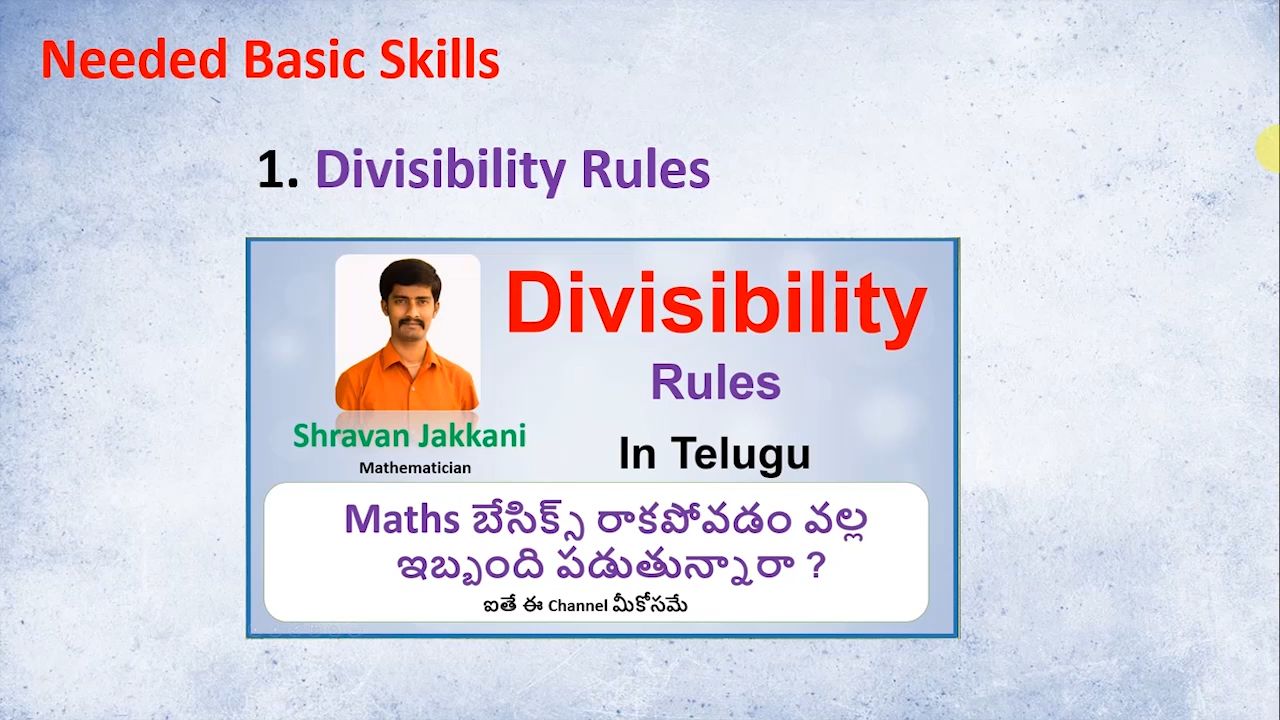 Needed Basic Skills
1. Divisibility Rules
Divisibility
Rules
In Telugu
Shravan Jakkani
Mathematician
Maths బేసిక్స్ రాకపోవడం వల్ల
ఇబ్బంది పడుతున్నారా ?
ఐతే ఈ Channel మీకోసమే